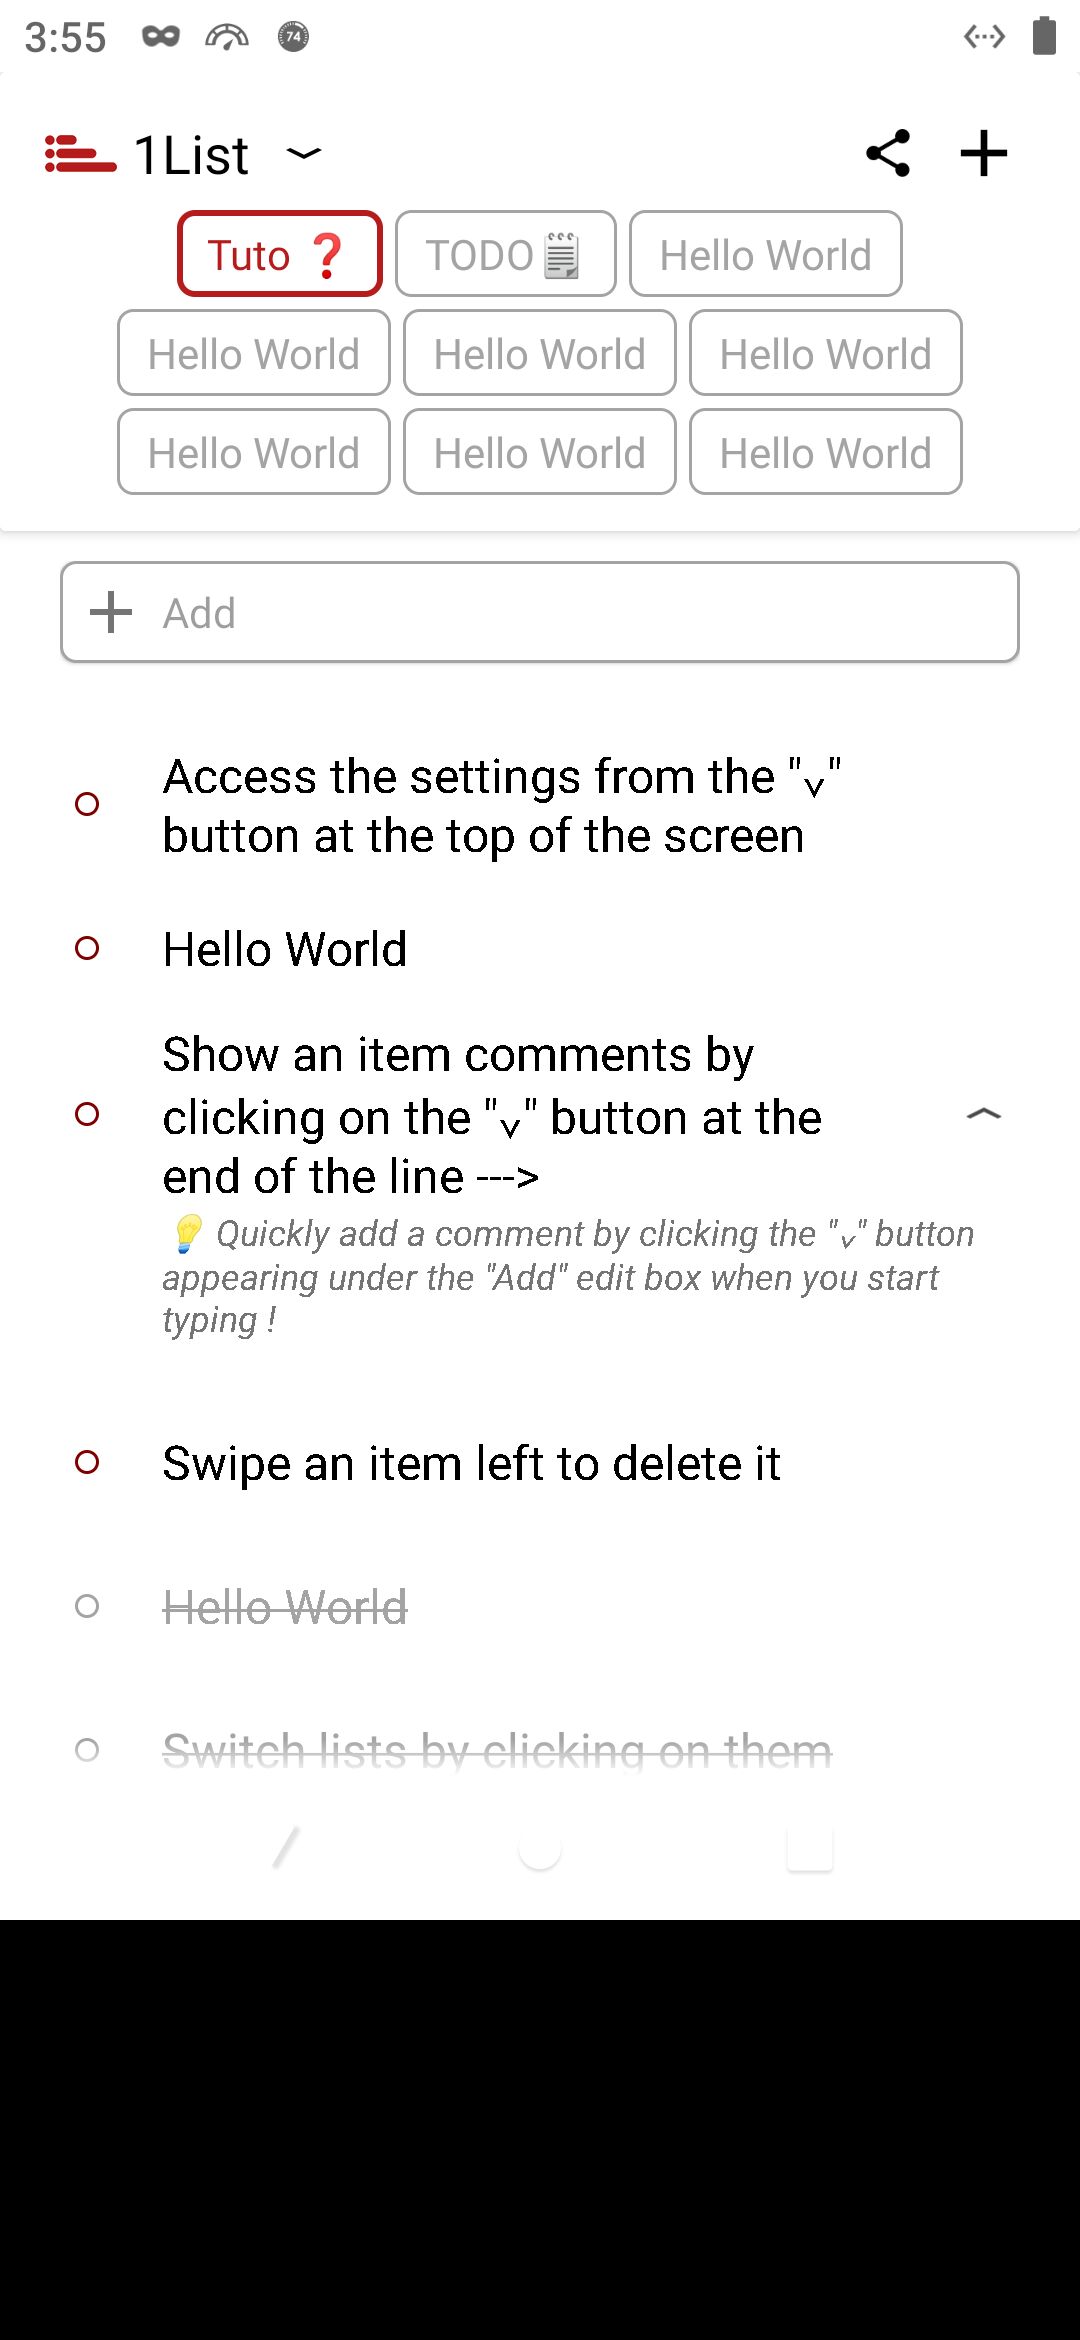 3:55
74
1List
Tuto ❓
TODO🗒
Hello World
Hello World
Hello World
Hello World
Hello World
Hello World
Hello World
Add
Access the settings from the "˅"
button at the top of the screen
Hello World
Show an item comments by
clicking on the "˅" button at the
end of the line --->
💡 Quickly add a comment by clicking the "˅" button
appearing under the "Add" edit box when you start
typing !
Swipe an item left to delete it
Hello World
Switch lists by clicking on them